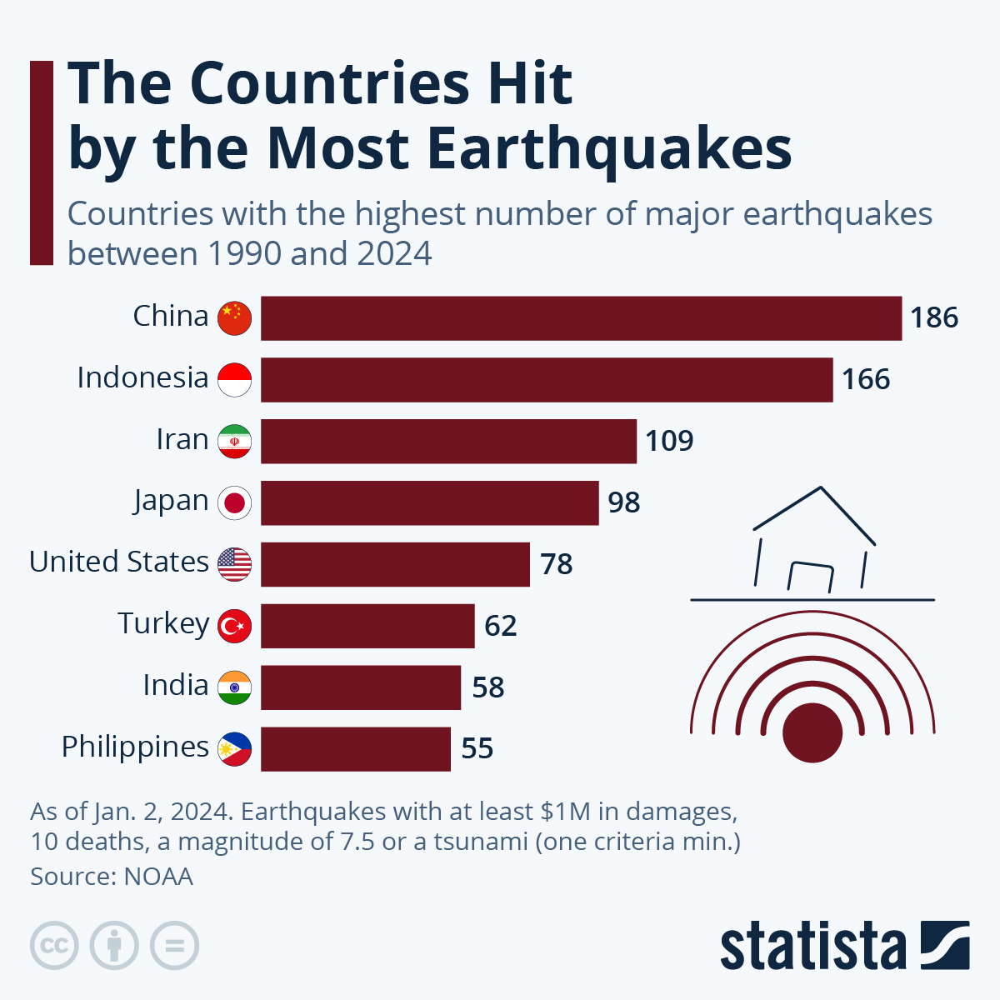 The Countries Hit
by the Most Earthquakes
Countries with the highest number of major earthquakes
between 1990 and 2024
China 186
Indonesia 166
Iran 109
Japan 98
United States 78
Turkey 62
India 58
Philippines 55
As of Jan. 2, 2024. Earthquakes with at least $1M in damages,
10 deaths, a magnitude of 7.5 or a tsunami (one criteria min.)
Source: NOAA
cc
statista